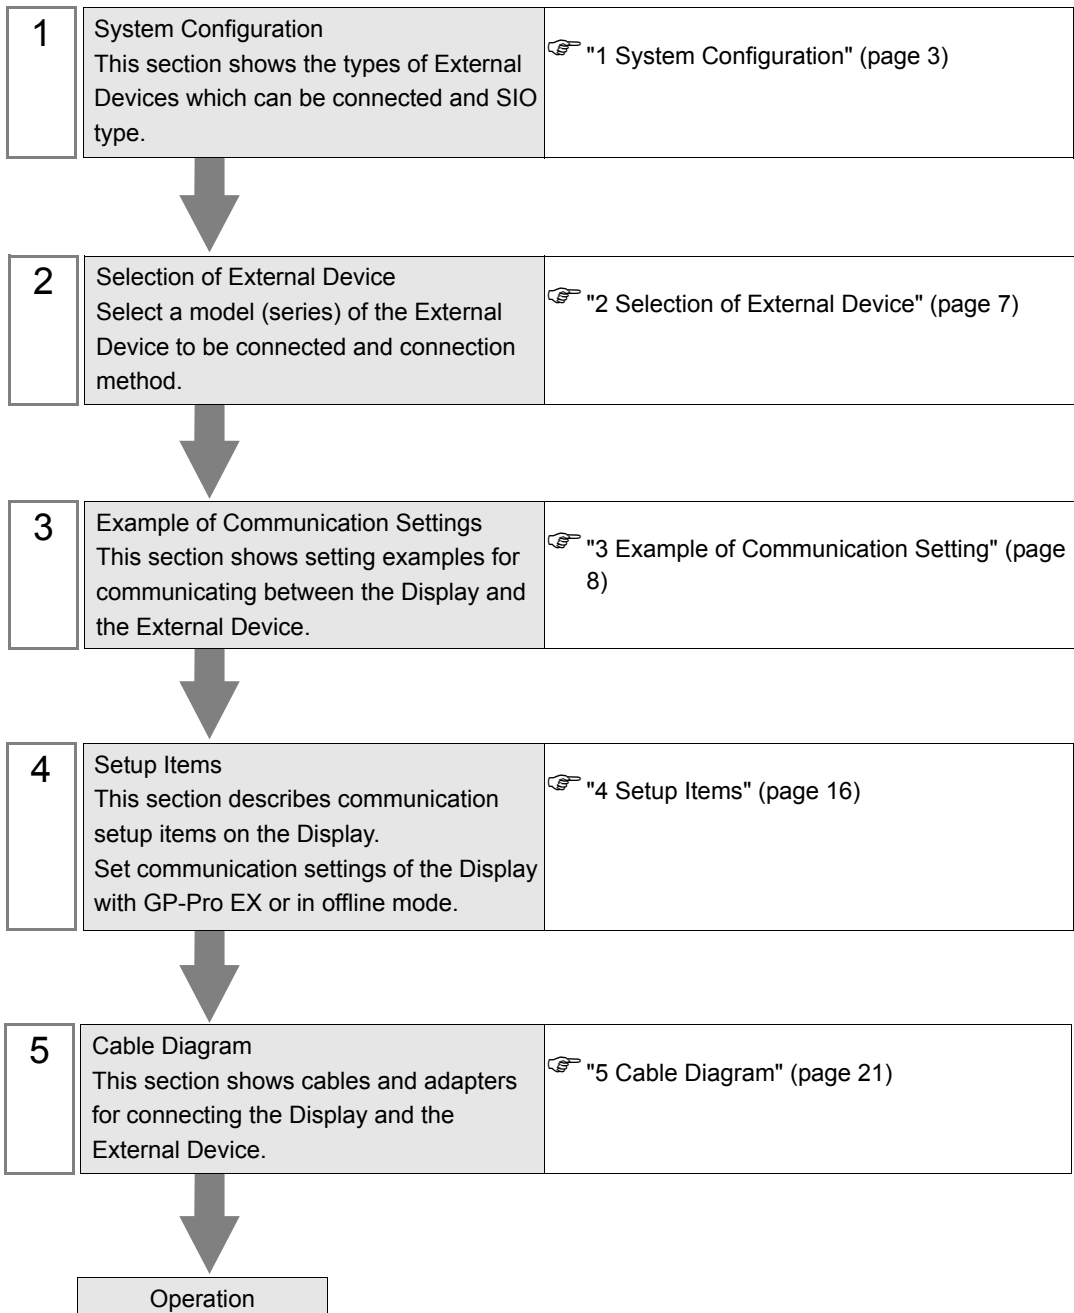 1
System Configuration
This section shows the types of External
Devices which can be connected and SIO
type.
"1 System Configuration" (page 3)
2
Selection of External Device
Select a model (series) of the External
Device to be connected and connection
method.
"2 Selection of External Device" (page 7)
3
Example of Communication Settings
This section shows setting examples for
communicating between the Display and
the External Device.
"3 Example of Communication Setting" (page
8)
4
Setup Items
This section describes communication
setup items on the Display.
Set communication settings of the Display
with GP-Pro EX or in offline mode.
"4 Setup Items" (page 16)
5
Cable Diagram
This section shows cables and adapters
for connecting the Display and the
External Device.
"5 Cable Diagram" (page 21)
Operation